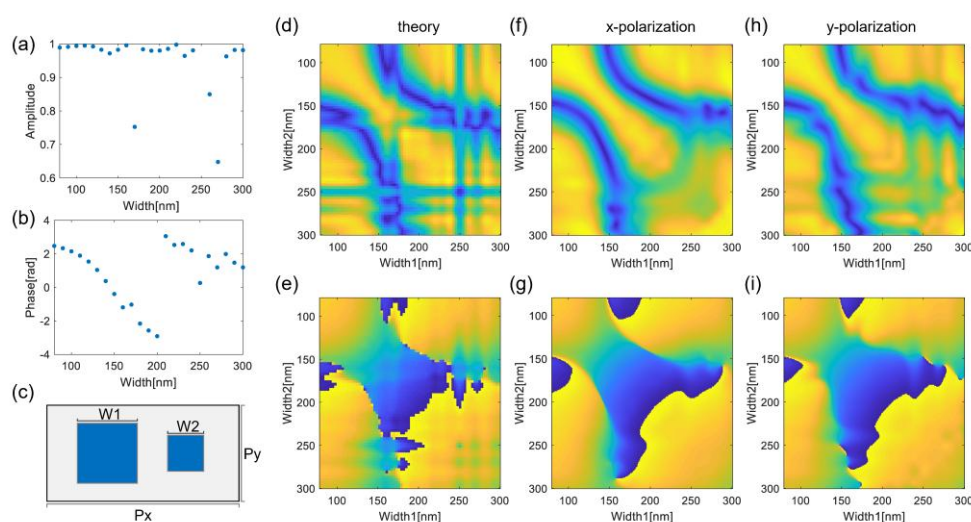 (a)
1
0.9
0.8
0.7
0.6
Amplitude
100 150 200 250 300
Width[nm]
(b)
4
2
0
-2
-4
Phase[rad]
100 150 200 250 300
Width[nm]
(c)
W1
W2
Py
Px
(d) theory
100
150
200
250
300
Width2[nm]
100 150 200 250 300
Width1[nm]
(e)
100
150
200
250
300
Width2[nm]
100 150 200 250 300
Width1[nm]
(f) x-polarization
100
150
200
250
300
Width2[nm]
100 150 200 250 300
Width1[nm]
(g)
100
150
200
250
300
Width2[nm]
100 150 200 250 300
Width1[nm]
(h) y-polarization
100
150
200
250
300
Width2[nm]
100 150 200 250 300
Width1[nm]
(i)
100
150
200
250
300
Width2[nm]
100 150 200 250 300
Width1[nm]